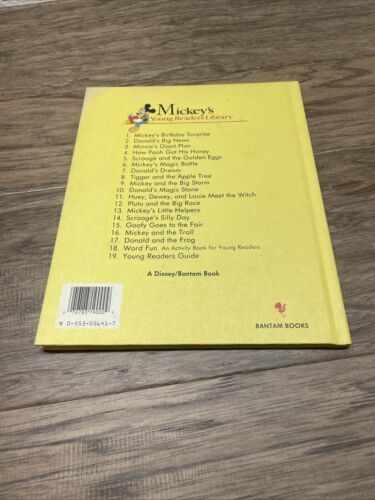 Mickey's
Young Readers Library
1. Mickey's Birthday Surprise
2. Donald's Big News
3. Minnie's Giant Plan
4. How Pooh Got His Honey
5. Scrooge and the Golden Eggs
6. Mickey's Magic Bottle
7. Donald's Dream
8. Tigger and the Apple Tree
9. Mickey and the Big Storm
10. Donald's Magic Stone
11. Huey, Dewey, and Louie Meet the Witch
12. Pluto and the Big Race
13. Mickey's Little Helpers
14. Scrooge's Silly Day
15. Goofy Goes to the Fair
16. Mickey and the Troll
17. Donald and the Frog
18. Word Fun An Activity Book for Young Readers
19. Young Readers Guide
A Disney/Bantam Book
N 0-553-05641-7
BANTAM BOOKS